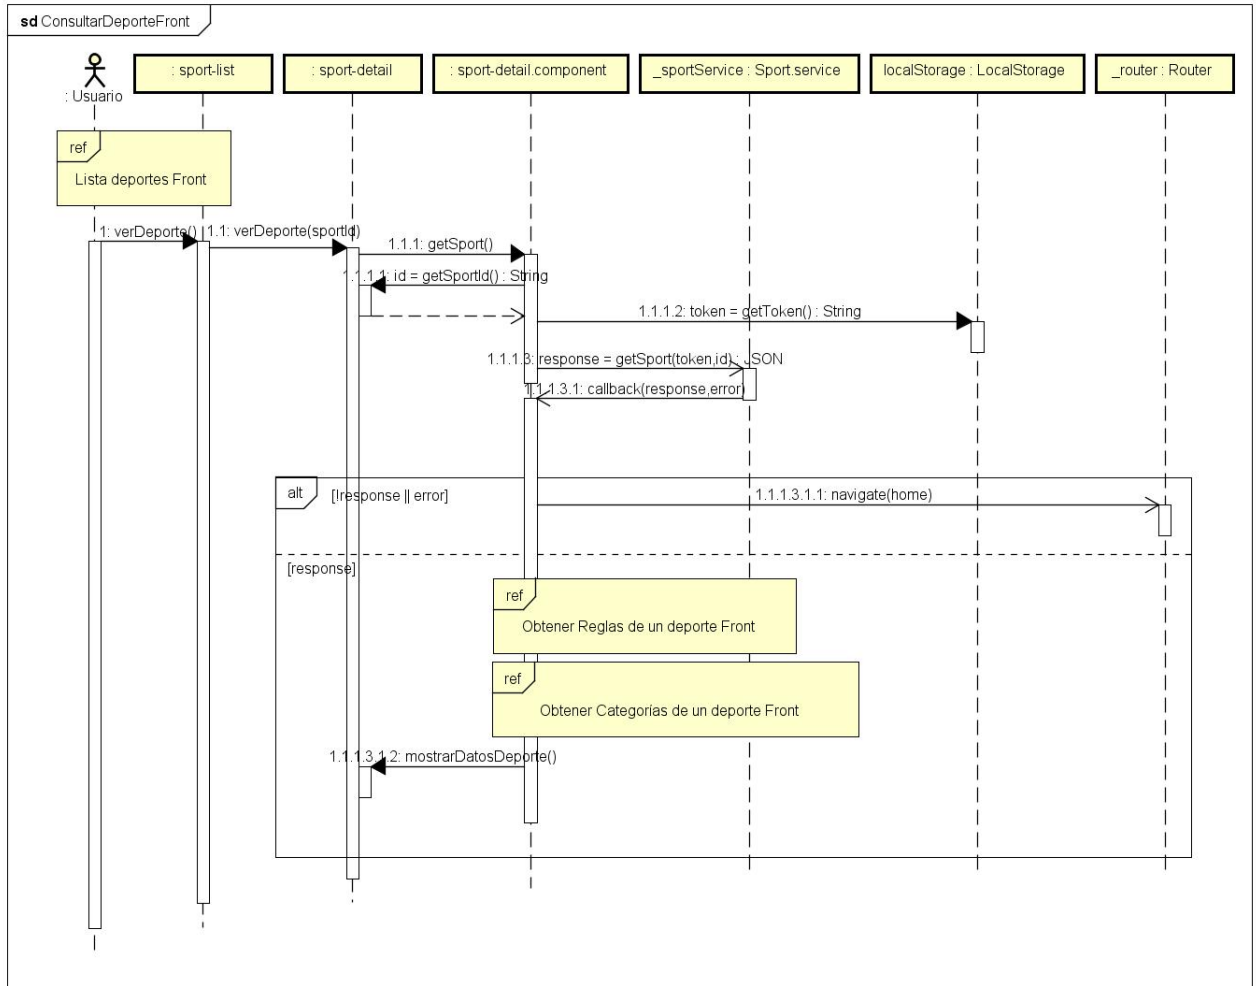 sd ConsultarDeporteFront
: Usuario
: sport-list
: sport-detail
: sport-detail.component
_sportService : Sport.service
localStorage : LocalStorage
_router : Router
ref
Lista deportes Front
1: verDeporte()
1.1: verDeporte(sportId)
1.1.1: getSport()
1.1.1.1: id = getSportId() : String
1.1.1.2: token = getToken() : String
1.1.1.3: response = getSport(token,id) : JSON
1.1.1.3.1: callback(response,error)
alt
[!response || error]
1.1.1.3.1.1: navigate(home)
[response]
ref
Obtener Reglas de un deporte Front
ref
Obtener Categorías de un deporte Front
1.1.1.3.1.2: mostrarDatosDeporte()